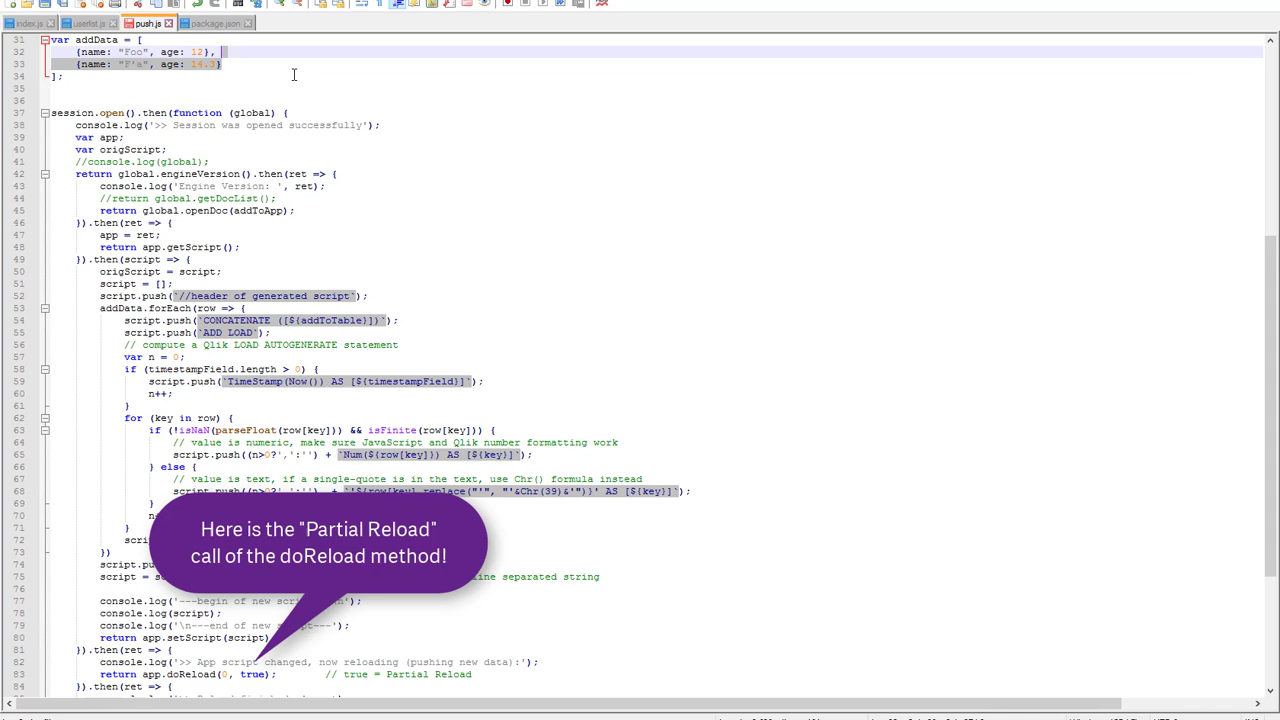 index.js userlist.js push.js package.json
31 var addData = [
32 {name: "Foo", age: 12},
33 {name: "F'a", age: 14.3}
34 ];
35
36
37 session.open().then(function (global) {
38 console.log('>> Session was opened successfully');
39 var app;
40 var origScript;
41 //console.log(global);
42 return global.engineVersion().then(ret => {
43 console.log('Engine Version: ', ret);
44 //return global.getDocList();
45 return global.openDoc(addToApp);
46 }).then(ret => {
47 app = ret;
48 return app.getScript();
49 }).then(script => {
50 origScript = script;
51 script = [];
52 script.push(`//header of generated script`);
53 addData.forEach(row => {
54 script.push(`CONCATENATE ([${addToTable}])`);
55 script.push(`ADD LOAD`);
56 // compute a Qlik LOAD AUTOGENERATE statement
57 var n = 0;
58 if (timestampField.length > 0) {
59 script.push(`TimeStamp(Now()) AS [${timestampField}]`);
60 n++;
61 }
62 for (key in row) {
63 if (!isNaN(parseFloat(row[key])) && isFinite(row[key])) {
64 // value is numeric, make sure JavaScript and Qlik number formatting work
65 script.push((n>0?',':'') + `Num(${row[key]}) AS [${key}]`);
66 } else {
67 // value is text, if a single-quote is in the text, use Chr() formula instead
68 script.push((n>0?',':'') + `'${row[key].replace("'", "'&Chr(39)&'")}' AS [${key}]`);
69 }
70 n
71 }
72 sc
73 })
74 script.pu
75 script = line separated string
76
77 console.log('---begin of new scri
78 console.log(script);
79 console.log('\n---end of new script---');
80 return app.setScript(script)
81 }).then(ret => {
82 console.log('>> App script changed, now reloading (pushing new data):');
83 return app.doReload(0, true); // true = Partial Reload
84 }).then(ret => {
Here is the "Partial Reload"
call of the doReload method!